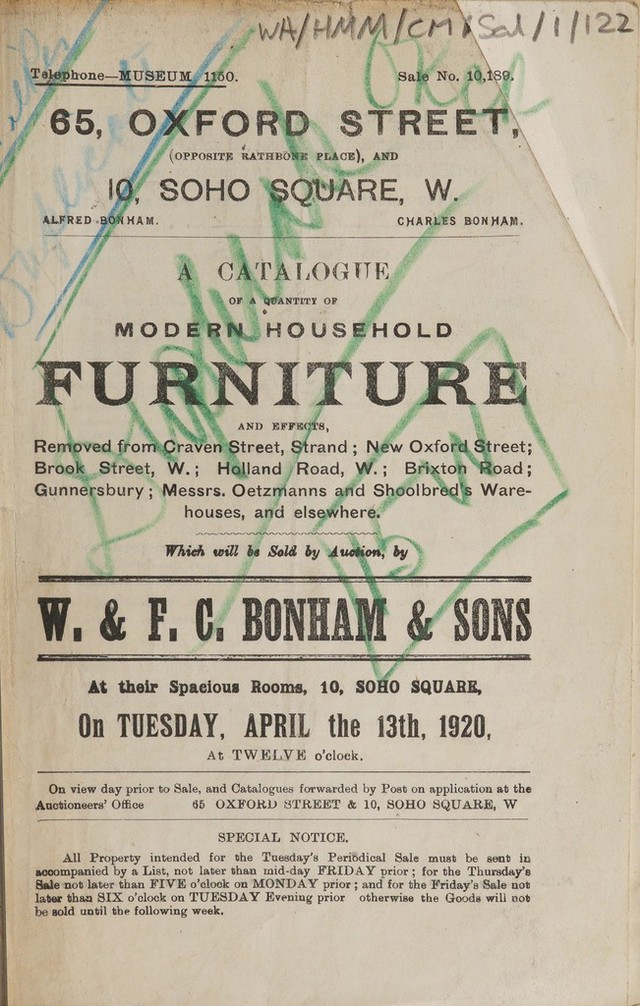 WA/HMM/CM/Sal/1/122
Telephone—MUSEUM 1150. Sale No. 10,189.
65, OXFORD STREET,
(OPPOSITE RATHBONE PLACE), AND
10, SOHO SQUARE, W.
ALFRED BONHAM. CHARLES BONHAM.
A CATALOGUE
OF A QUANTITY OF
MODERN HOUSEHOLD
FURNITURE
AND EFFECTS,
Removed from Craven Street, Strand; New Oxford Street;
Brook Street, W.; Holland Road, W.; Brixton Road;
Gunnersbury; Messrs. Oetzmanns and Shoolbred's Ware-
houses, and elsewhere.
Which will be Sold by Auction, by
W. & F. C. BONHAM & SONS
At their Spacious Rooms, 10, SOHO SQUARE,
On TUESDAY, APRIL the 13th, 1920,
At TWELVE o'clock.
On view day prior to Sale, and Catalogues forwarded by Post on application at the
Auctioneers' Office 65 OXFORD STREET & 10, SOHO SQUARE, W
SPECIAL NOTICE.
All Property intended for the Tuesday's Periodical Sale must be sent in
accompanied by a List, not later than mid-day FRIDAY prior; for the Thursday's
Sale not later than FIVE o'clock on MONDAY prior; and for the Friday's Sale not
later than SIX o'clock on TUESDAY Evening prior otherwise the Goods will not
be sold until the following week.